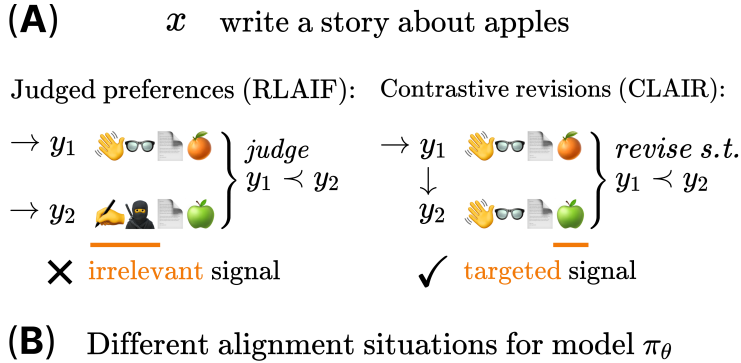 (A) x write a story about apples
Judged preferences (RLAIF): Contrastive revisions (CLAIR):
→ y₁ 👋👓📄🍊 } judge → y₁ 👋👓📄🍊 } revise s.t.
y₁ ≺ y₂ ↓ y₁ ≺ y₂
→ y₂ ✍️🥷📄🍏 y₂ 👋👓📄🍏
✕ irrelevant signal ✓ targeted signal
(B) Different alignment situations for model π_θ